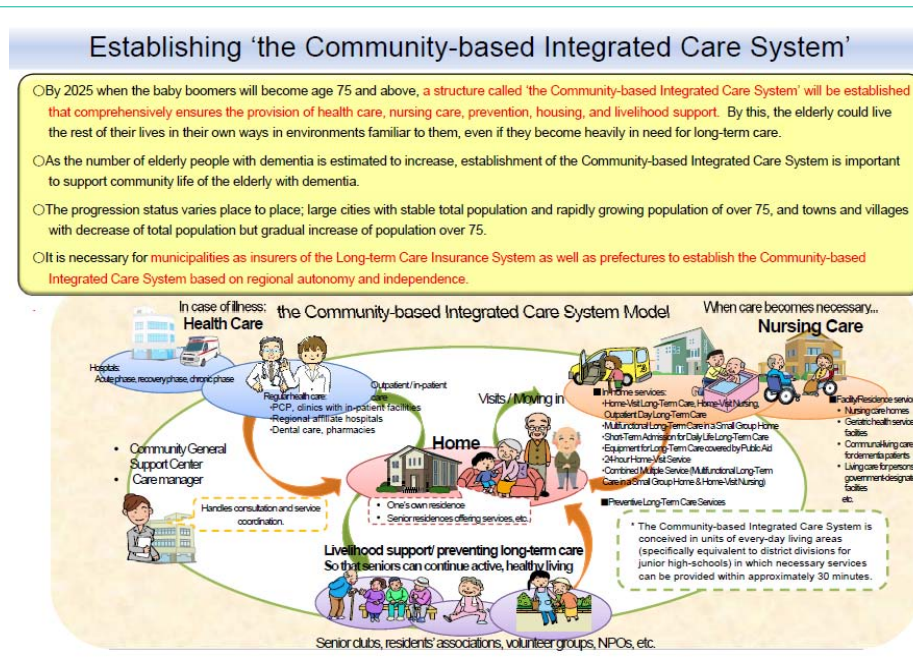 Establishing ‘the Community-based Integrated Care System’
○By 2025 when the baby boomers will become age 75 and above, a structure called ‘the Community-based Integrated Care System’ will be established
that comprehensively ensures the provision of health care, nursing care, prevention, housing, and livelihood support. By this, the elderly could live
the rest of their lives in their own ways in environments familiar to them, even if they become heavily in need for long-term care.
○As the number of elderly people with dementia is estimated to increase, establishment of the Community-based Integrated Care System is important
to support community life of the elderly with dementia.
○The progression status varies place to place; large cities with stable total population and rapidly growing population of over 75, and towns and villages
with decrease of total population but gradual increase of population over 75.
○It is necessary for municipalities as insurers of the Long-term Care Insurance System as well as prefectures to establish the Community-based
Integrated Care System based on regional autonomy and independence.
the Community-based Integrated Care System Model
In case of illness:
Health Care
Hospitals:
Acute phase, recovery phase, chronic phase
Regular health care:
・PCP, clinics with in-patient facilities
・Regional affiliate hospitals
・Dental care, pharmacies
Outpatient / in-patient
care
Visits / Moving in
When care becomes necessary...
Nursing Care
■In-Home services:
・Home-Visit Long-Term Care, Home-Visit Nursing,
Outpatient Day Long-Term Care
・Multifunctional Long-Term Care in a Small Group Home
・Short-Term Admission for Daily Life Long-Term Care
・Equipment for Long-Term Care covered by Public Aid
・24-hour Home-Visit Service
・Combined Multiple Service (Multifunctional Long-Term
Care in a Small Group Home & Home-Visit Nursing)
■Preventive Long-Term Care Services
■Facility/Residence service
• Nursing care homes
• Geriatric health service
facilities
• Communal-living care
for dementia patients
• Living care for persons
government-designate
facilities
etc.
• Community General
Support Center
• Care manager
Handles consultation and service
coordination.
Home
• One's own residence
• Senior residences offering services, etc.
Livelihood support/ preventing long-term care
So that seniors can continue active, healthy living
Senior clubs, residents' associations, volunteer groups, NPOs, etc.
* The Community-based Integrated Care System is
conceived in units of every-day living areas
(specifically equivalent to district divisions for
junior high-schools) in which necessary services
can be provided within approximately 30 minutes.